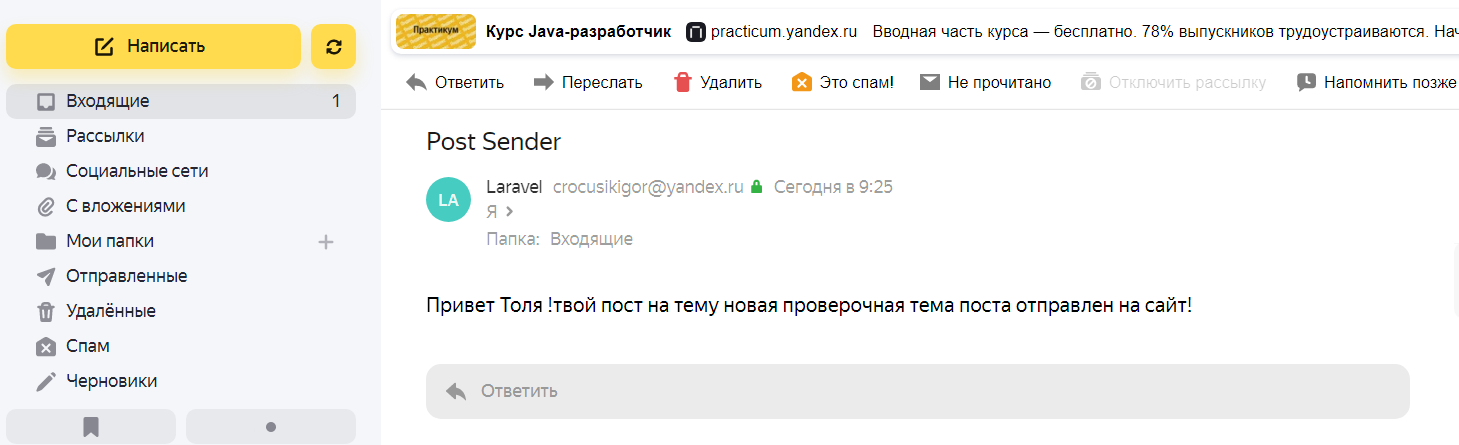 Написать
Входящие 1
Рассылки
Социальные сети
С вложениями
Мои папки
Отправленные
Удалённые
Спам
Черновики
Практикум Курс Java-разработчик practicum.yandex.ru Вводная часть курса — бесплатно. 78% выпускников трудоустраиваются. Нач
Ответить Переслать Удалить Это спам! Не прочитано Отключить рассылку Напомнить позже
Post Sender
LA Laravel crocusikigor@yandex.ru Сегодня в 9:25
Я
Папка: Входящие
Привет Толя !твой пост на тему новая проверочная тема поста отправлен на сайт!
Ответить